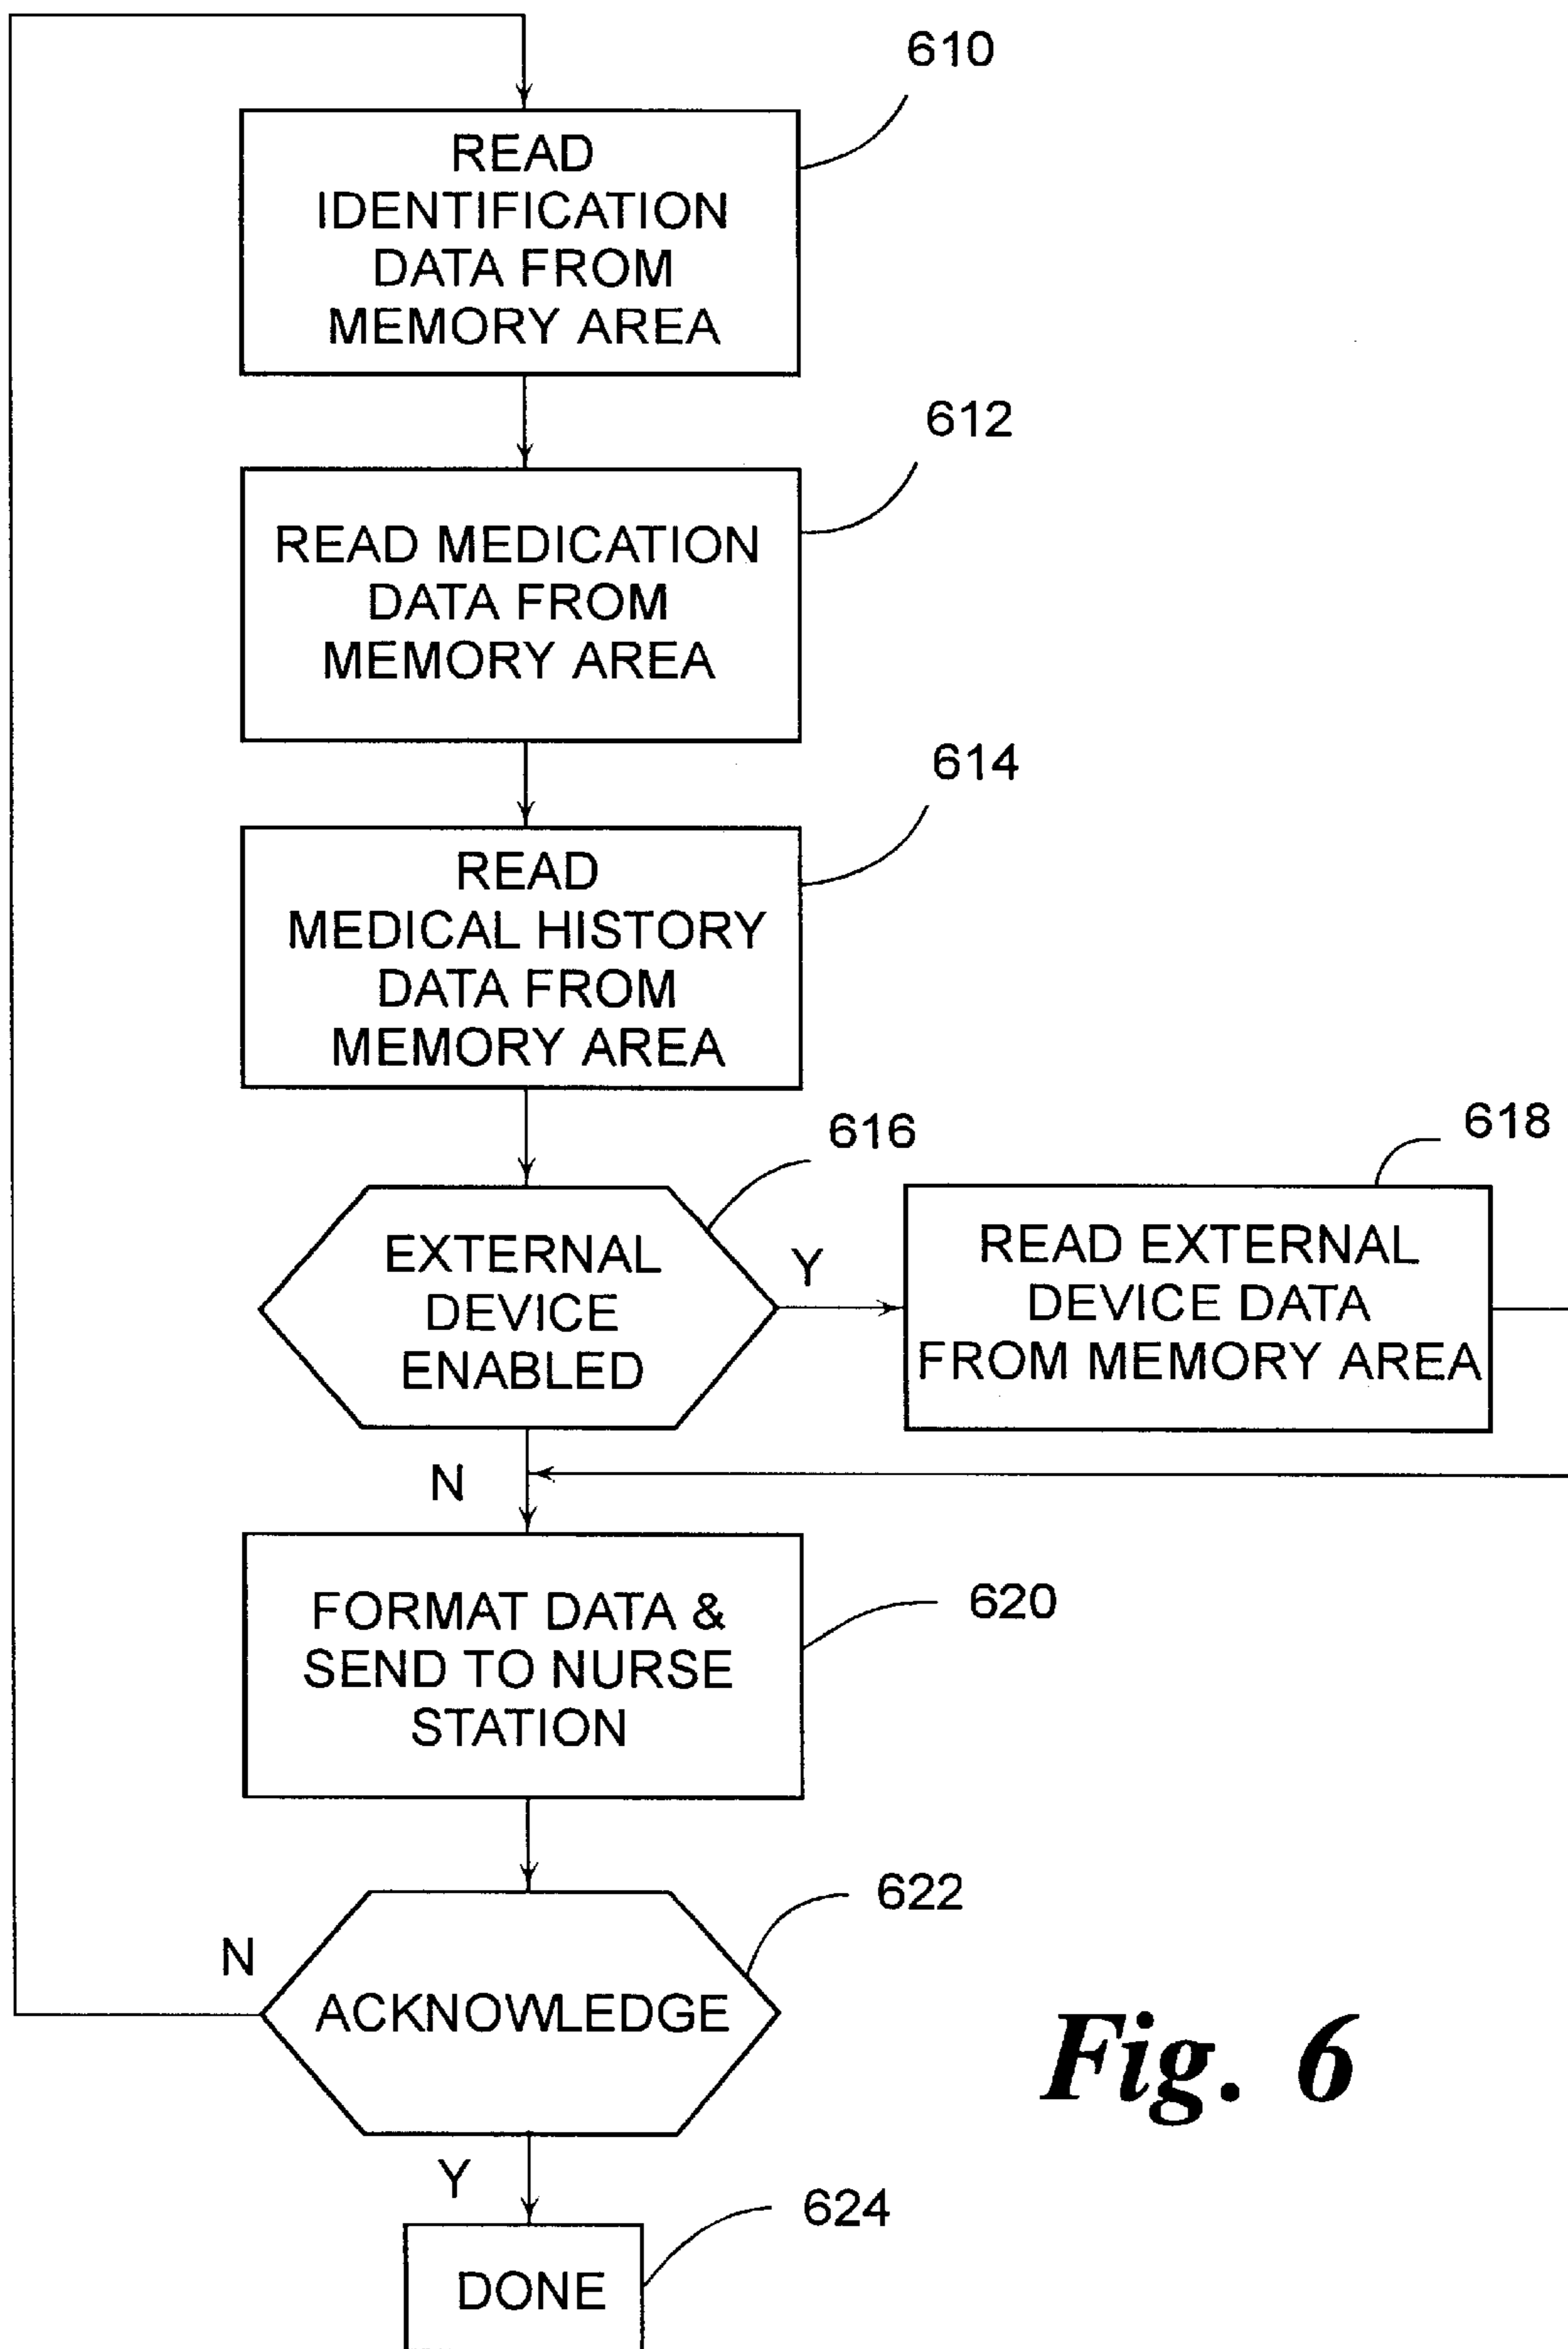 610
READ
IDENTIFICATION
DATA FROM
MEMORY AREA
612
READ MEDICATION
DATA FROM
MEMORY AREA
614
READ
MEDICAL HISTORY
DATA FROM
MEMORY AREA
616
EXTERNAL
DEVICE
ENABLED
Y
618
READ EXTERNAL
DEVICE DATA
FROM MEMORY AREA
N
FORMAT DATA &
SEND TO NURSE
STATION
620
622
N
ACKNOWLEDGE
Fig. 6
Y
624
DONE